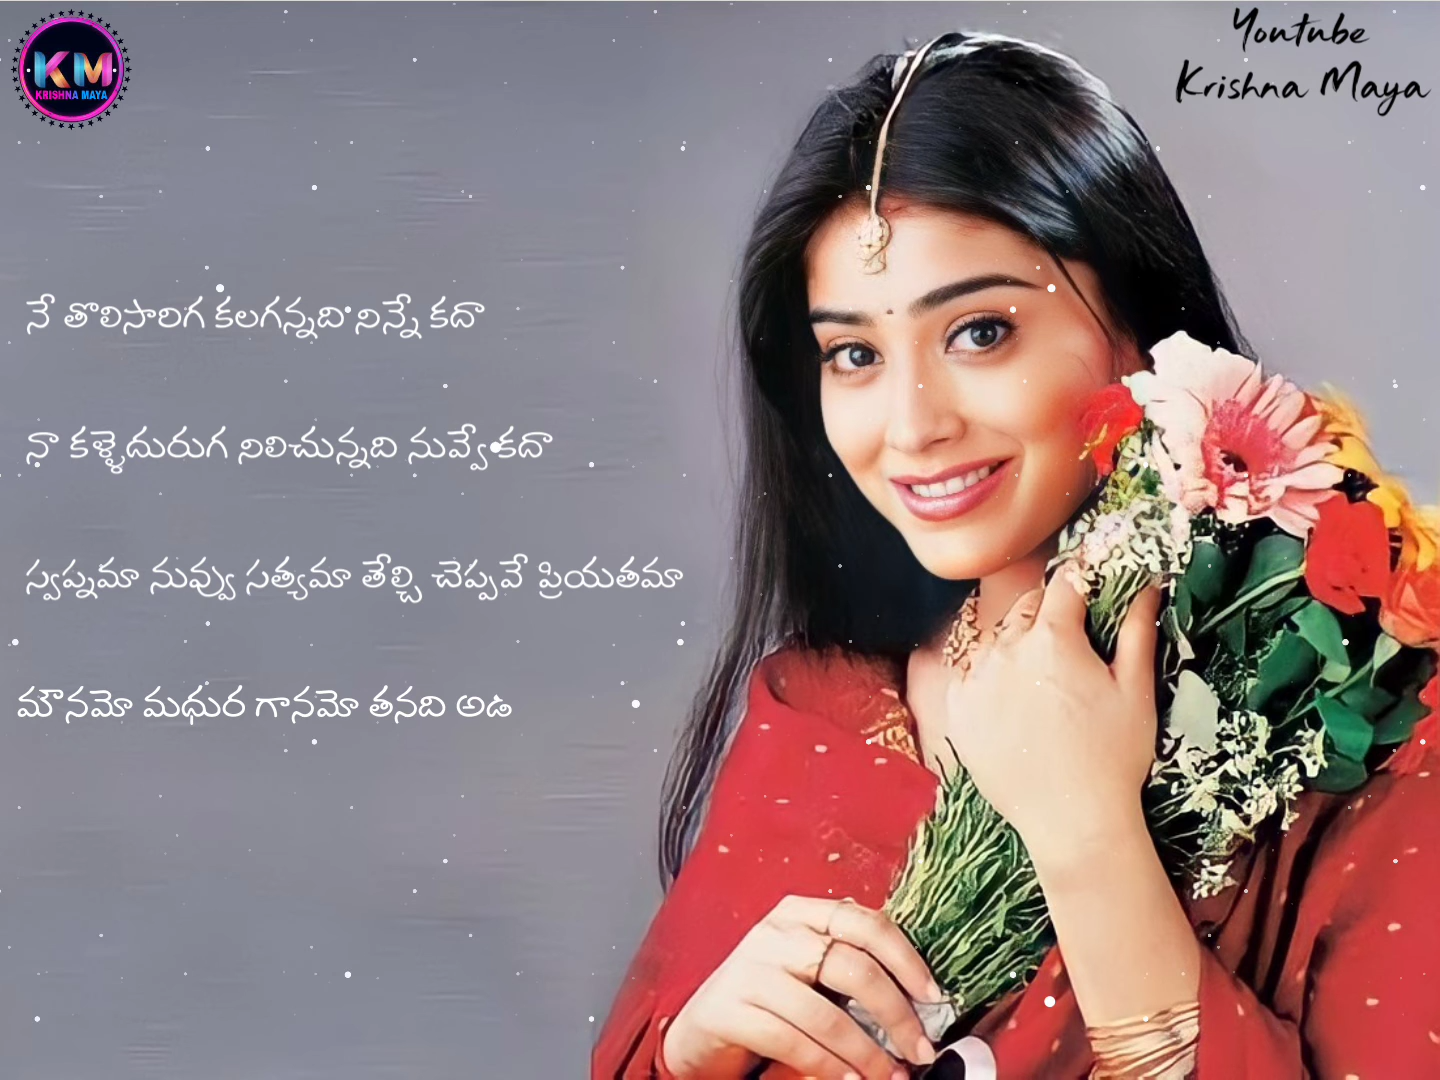 KM
KRISHNA MAYA
Youtube
Krishna Maya
నే తొలిసారిగ కలగన్నది నిన్నే కదా
నా కళ్ళెదురుగ నిలిచున్నది నువ్వేకదా
స్వప్నమా నువ్వు సత్యమా తేల్చి చెప్పవే ప్రియతమా
మౌనమో మధుర గానమో తనది అడి